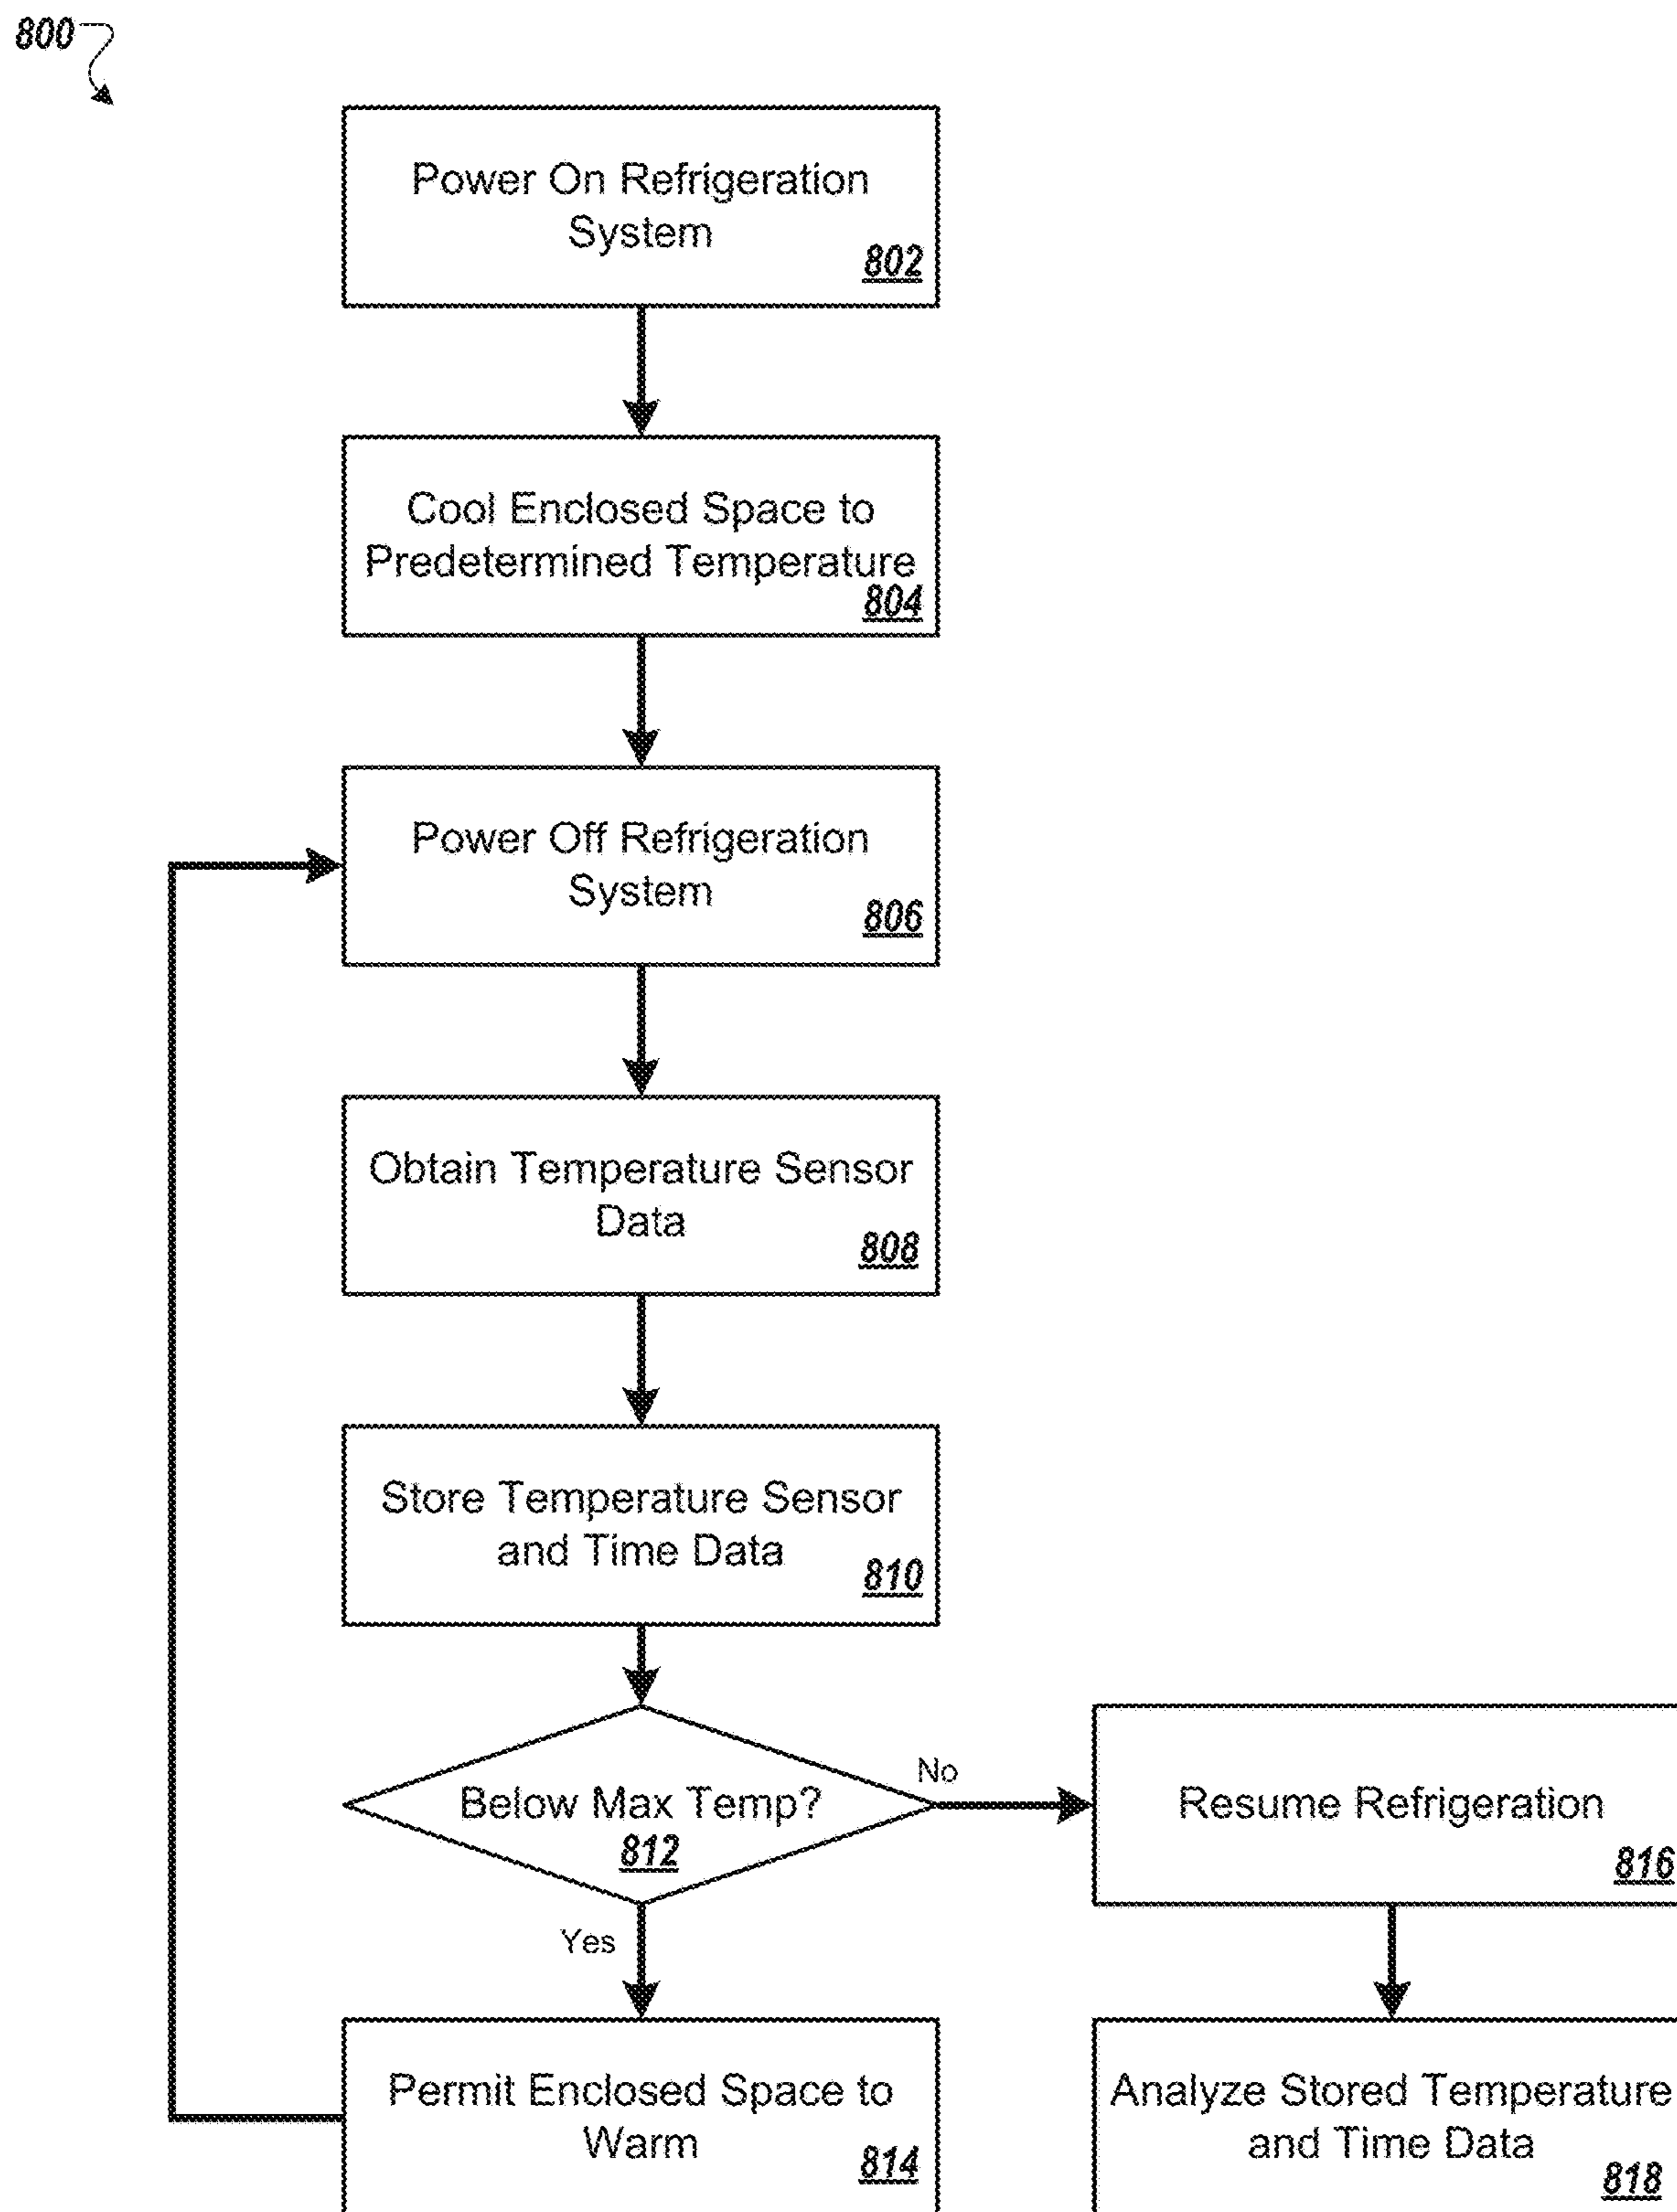 800
Power On Refrigeration
System
802
Cool Enclosed Space to
Predetermined Temperature
804
Power Off Refrigeration
System
806
Obtain Temperature Sensor
Data
808
Store Temperature Sensor
and Time Data
810
Below Max Temp?
812
No
Resume Refrigeration
816
Yes
Permit Enclosed Space to
Warm
814
Analyze Stored Temperature
and Time Data
818